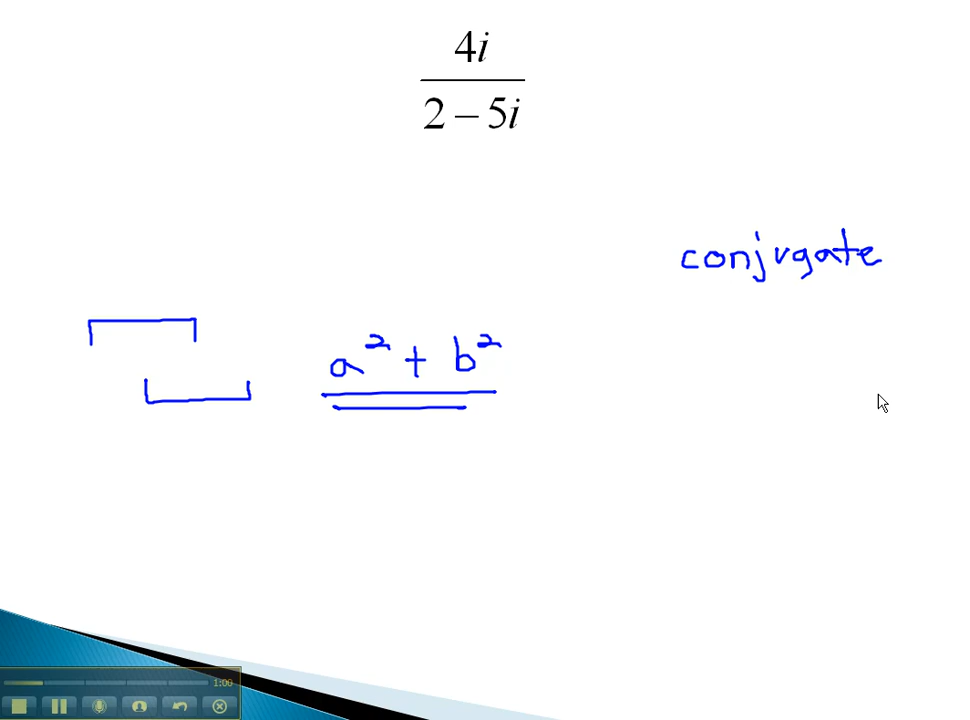 4i
2 – 5i
conjugate
a² + b²
1:00